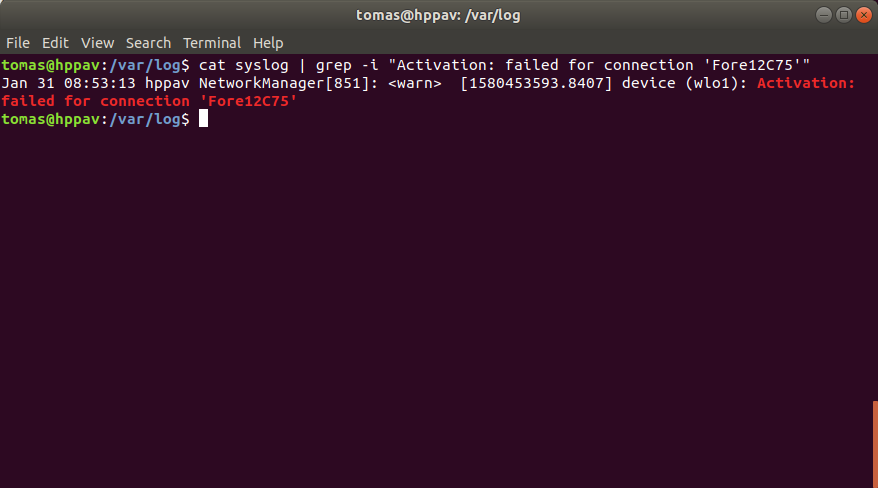 tomas@hppav: /var/log
File Edit View Search Terminal Help
tomas@hppav:/var/log$ cat syslog | grep -i "Activation: failed for connection 'Fore12C75'"
Jan 31 08:53:13 hppav NetworkManager[851]: <warn>  [1580453593.8407] device (wlo1): Activation:
failed for connection 'Fore12C75'
tomas@hppav:/var/log$